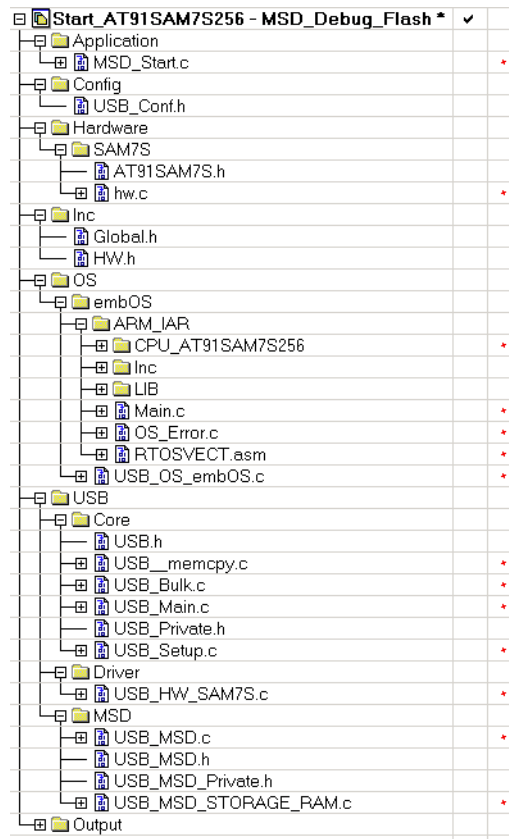 Start_AT91SAM7S256 - MSD_Debug_Flash *
Application
MSD_Start.c
Config
USB_Conf.h
Hardware
SAM7S
AT91SAM7S.h
hw.c
Inc
Global.h
HW.h
OS
embOS
ARM_IAR
CPU_AT91SAM7S256
Inc
LIB
Main.c
OS_Error.c
RTOSVECT.asm
USB_OS_embOS.c
USB
Core
USB.h
USB__memcpy.c
USB_Bulk.c
USB_Main.c
USB_Private.h
USB_Setup.c
Driver
USB_HW_SAM7S.c
MSD
USB_MSD.c
USB_MSD.h
USB_MSD_Private.h
USB_MSD_STORAGE_RAM.c
Output